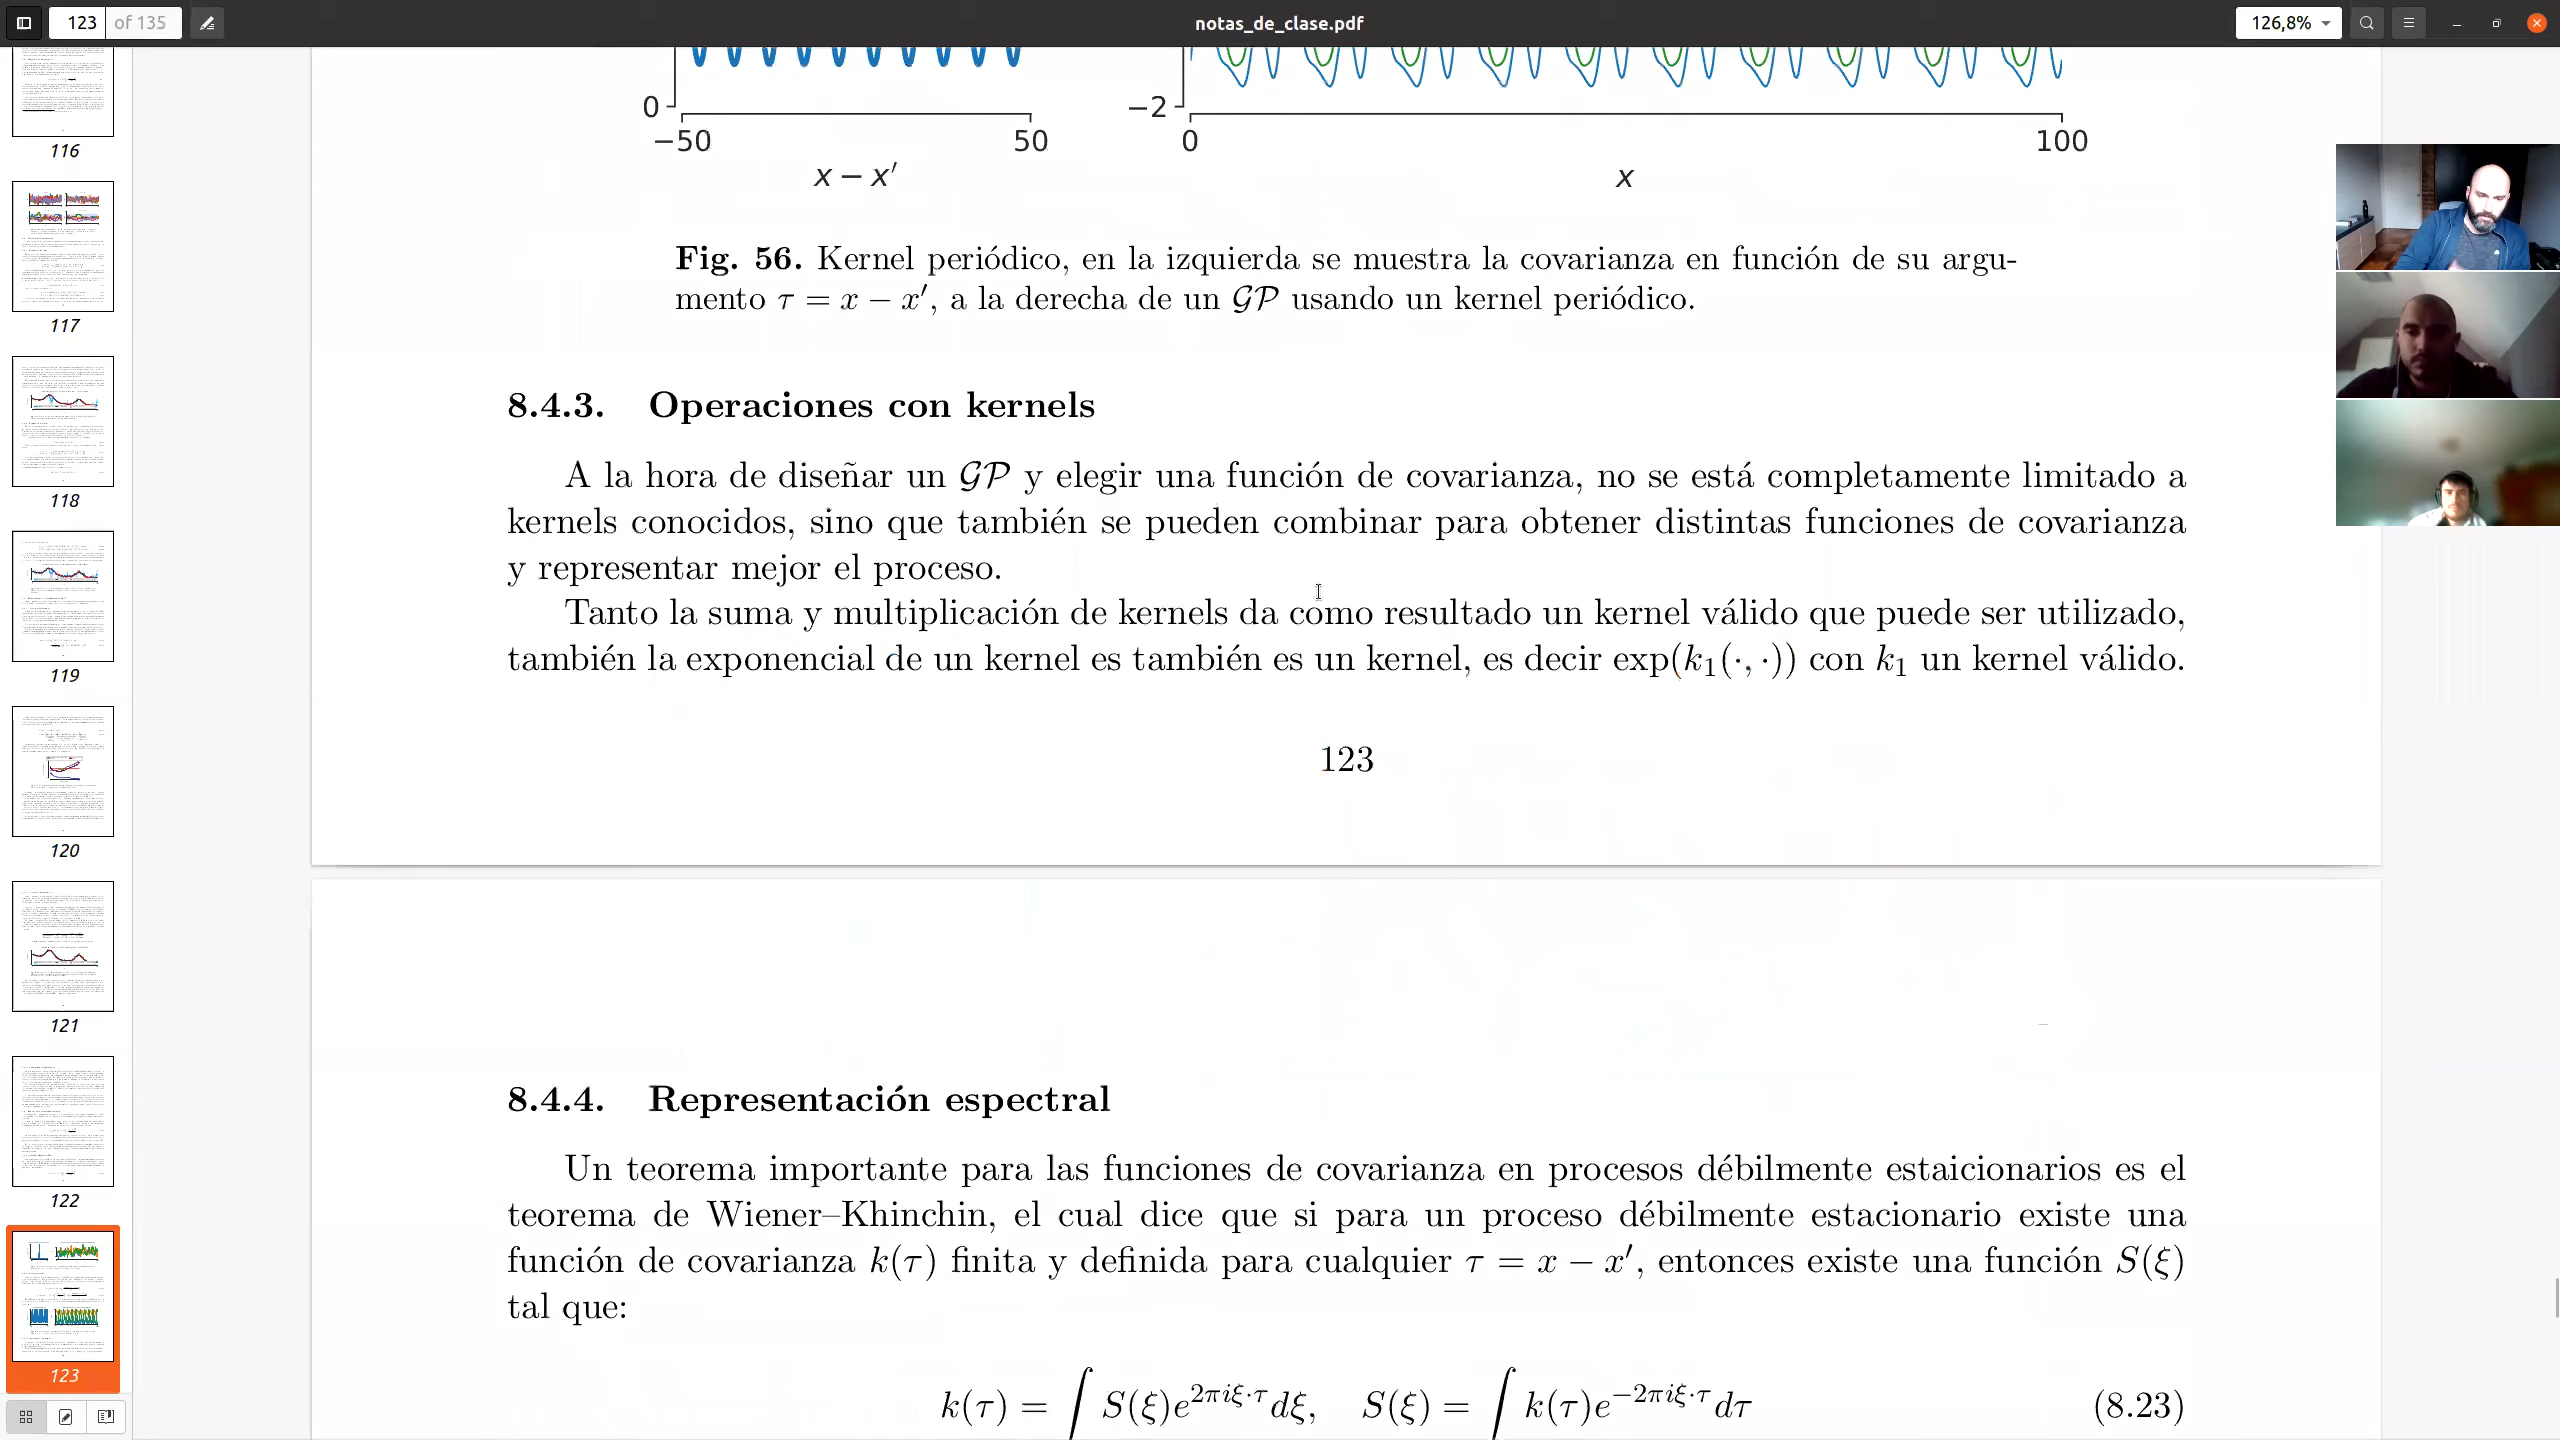 123 of 135
notas_de_clase.pdf
126,8%
116
117
118
119
120
121
122
123
0
−50
50
x − x′
−2
0
100
x
Fig. 56. Kernel periódico, en la izquierda se muestra la covarianza en función de su argu-
mento τ = x − x′, a la derecha de un 𝒢𝒫 usando un kernel periódico.
8.4.3. Operaciones con kernels
A la hora de diseñar un 𝒢𝒫 y elegir una función de covarianza, no se está completamente limitado a
kernels conocidos, sino que también se pueden combinar para obtener distintas funciones de covarianza
y representar mejor el proceso.
Tanto la suma y multiplicación de kernels da como resultado un kernel válido que puede ser utilizado,
también la exponencial de un kernel es también es un kernel, es decir exp(k₁(·, ·)) con k₁ un kernel válido.
123
8.4.4. Representación espectral
Un teorema importante para las funciones de covarianza en procesos débilmente estaicionarios es el
teorema de Wiener–Khinchin, el cual dice que si para un proceso débilmente estacionario existe una
función de covarianza k(τ) finita y definida para cualquier τ = x − x′, entonces existe una función S(ξ)
tal que:
k(τ) = ∫ S(ξ)e^{2πiξ·τ}dξ, S(ξ) = ∫ k(τ)e^{−2πiξ·τ}dτ (8.23)